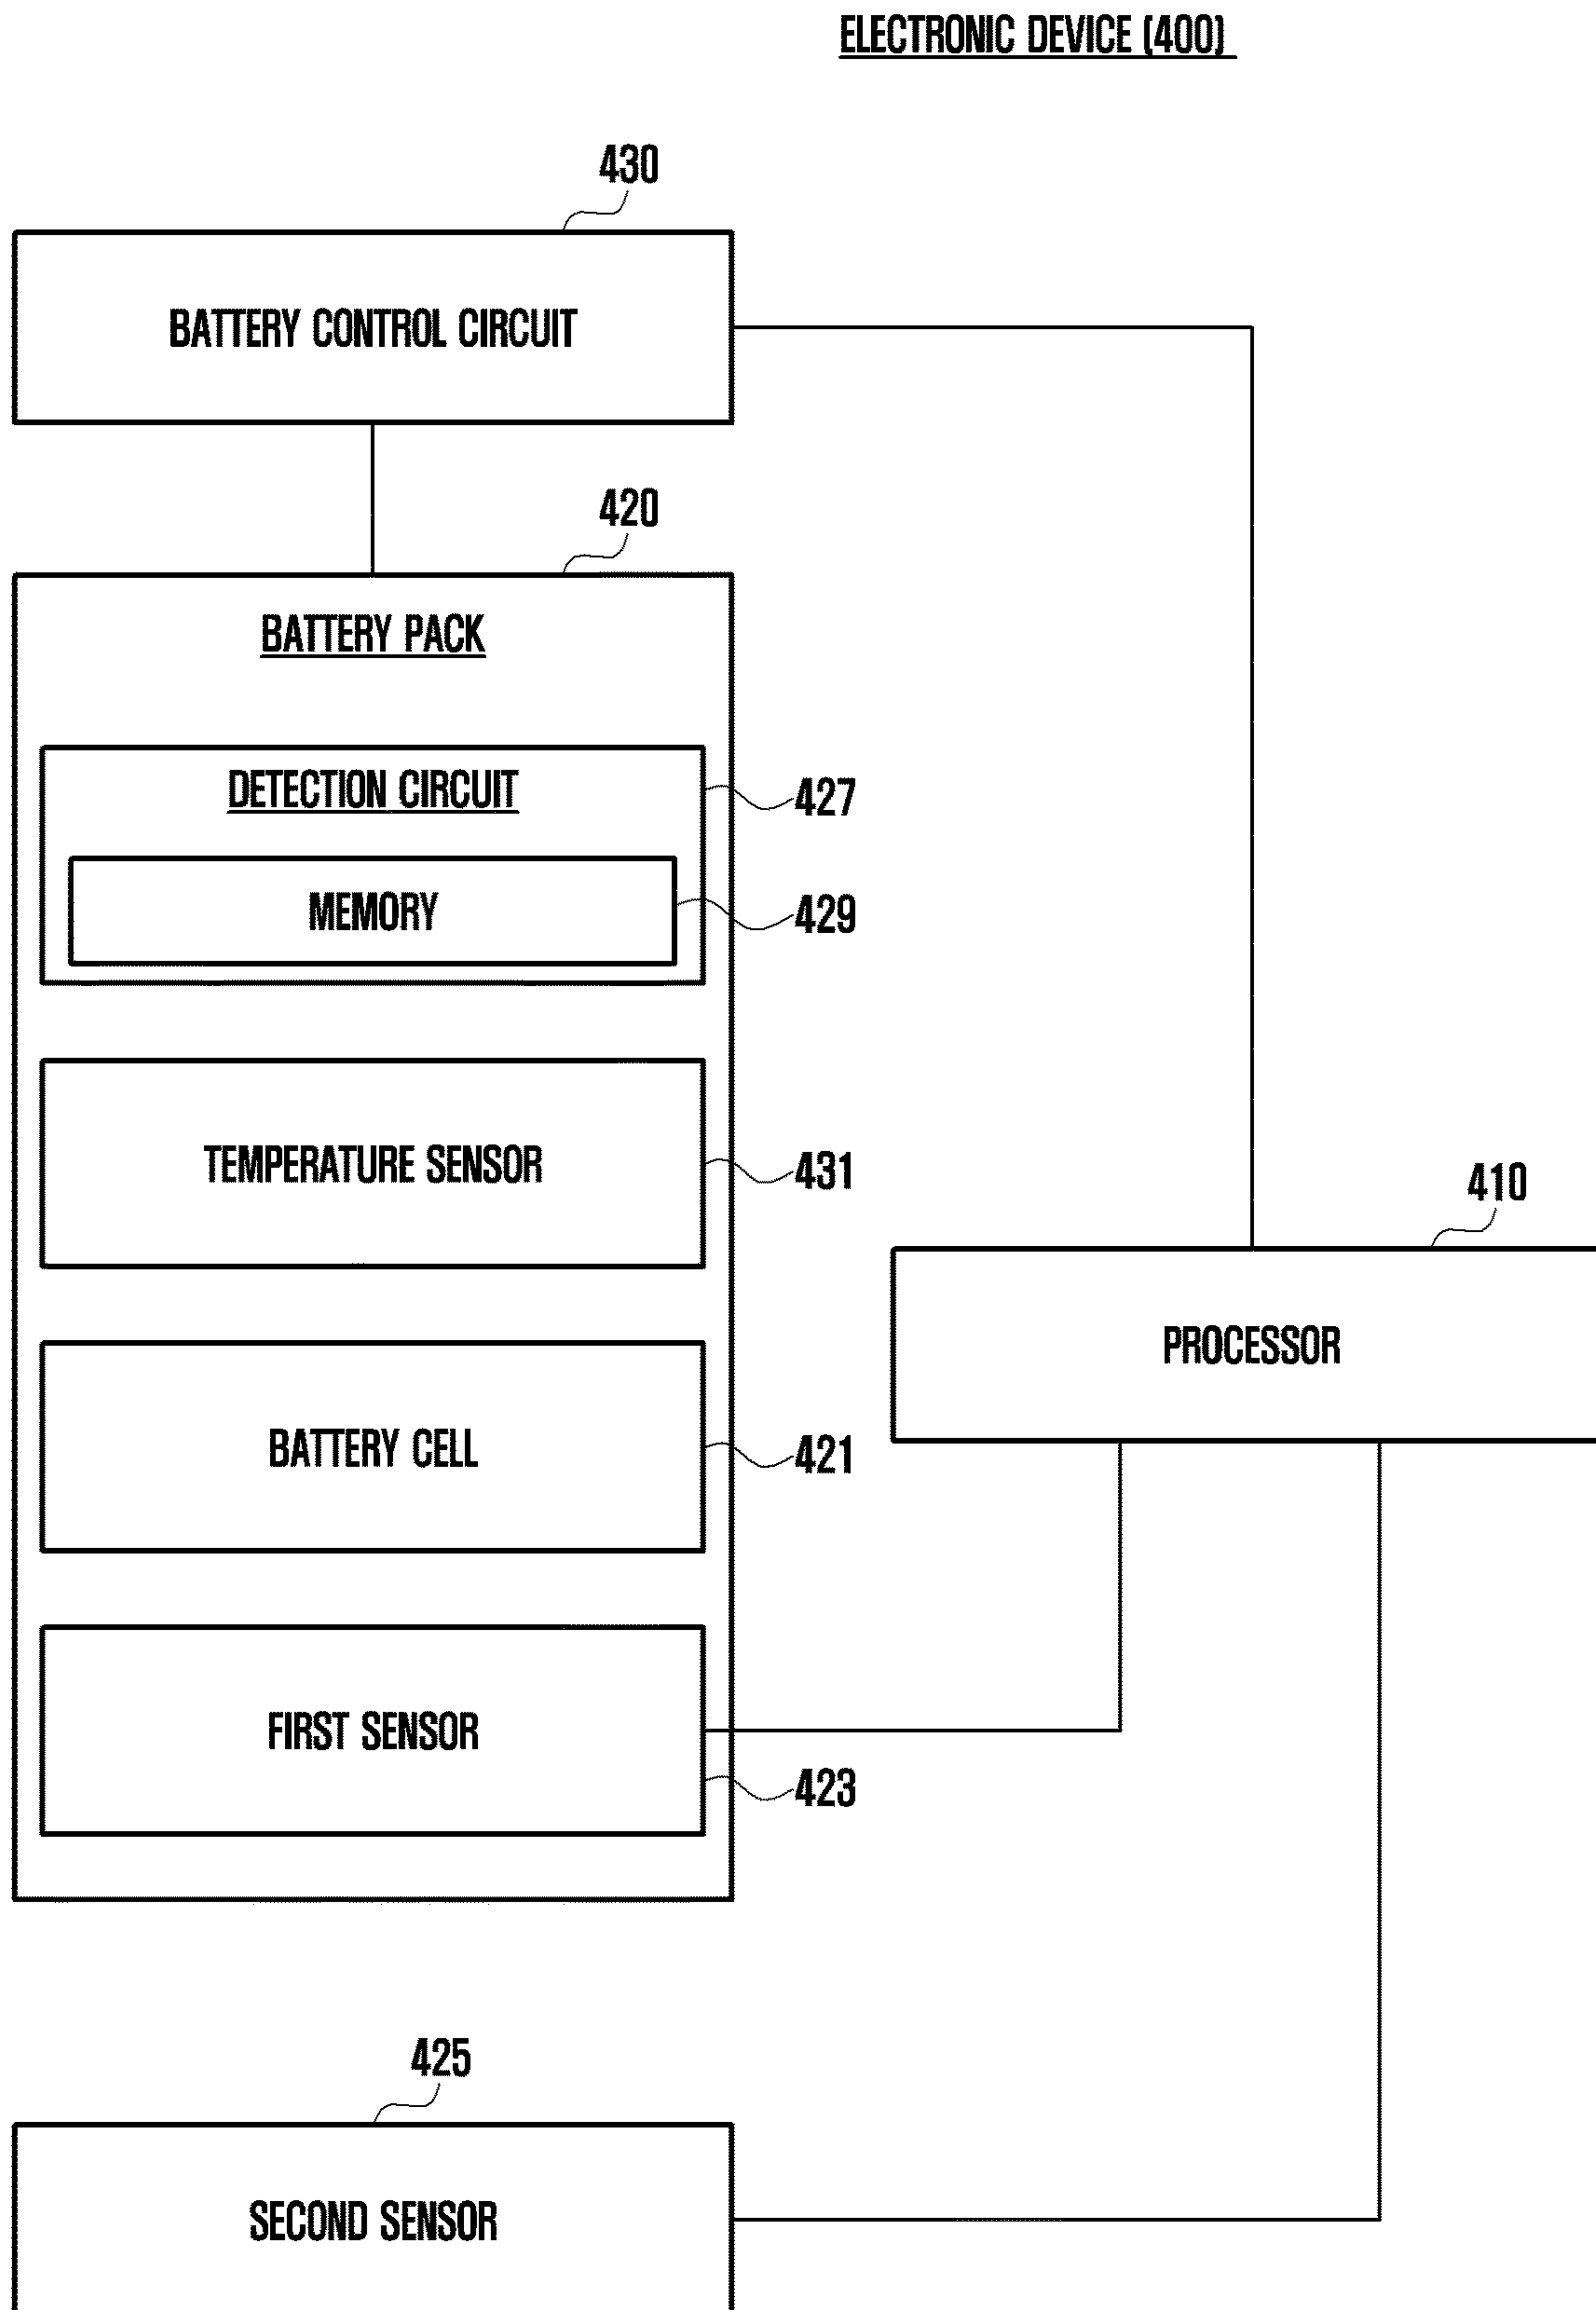 ELECTRONIC DEVICE (400)
430
BATTERY CONTROL CIRCUIT
420
BATTERY PACK
DETECTION CIRCUIT
427
MEMORY
429
TEMPERATURE SENSOR
431
410
PROCESSOR
BATTERY CELL
421
FIRST SENSOR
423
425
SECOND SENSOR